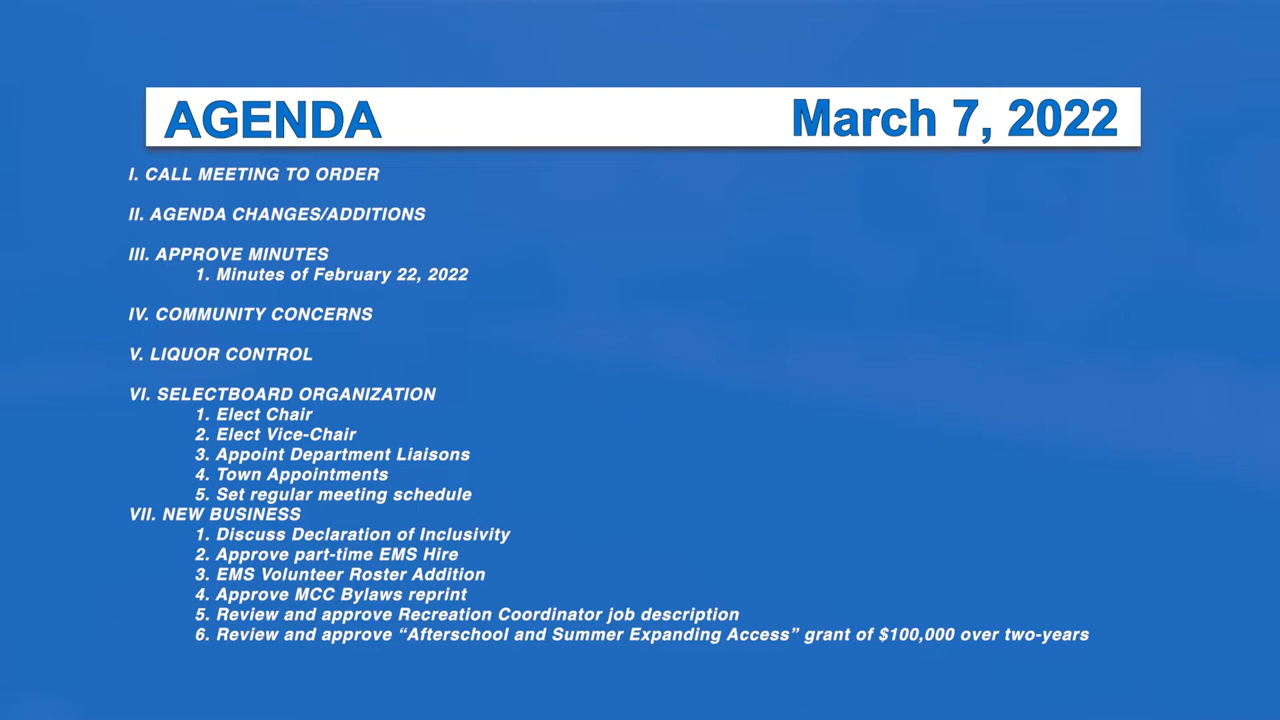 AGENDA March 7, 2022
I. CALL MEETING TO ORDER
II. AGENDA CHANGES/ADDITIONS
III. APPROVE MINUTES
1. Minutes of February 22, 2022
IV. COMMUNITY CONCERNS
V. LIQUOR CONTROL
VI. SELECTBOARD ORGANIZATION
1. Elect Chair
2. Elect Vice-Chair
3. Appoint Department Liaisons
4. Town Appointments
5. Set regular meeting schedule
VII. NEW BUSINESS
1. Discuss Declaration of Inclusivity
2. Approve part-time EMS Hire
3. EMS Volunteer Roster Addition
4. Approve MCC Bylaws reprint
5. Review and approve Recreation Coordinator job description
6. Review and approve “Afterschool and Summer Expanding Access” grant of $100,000 over two-years